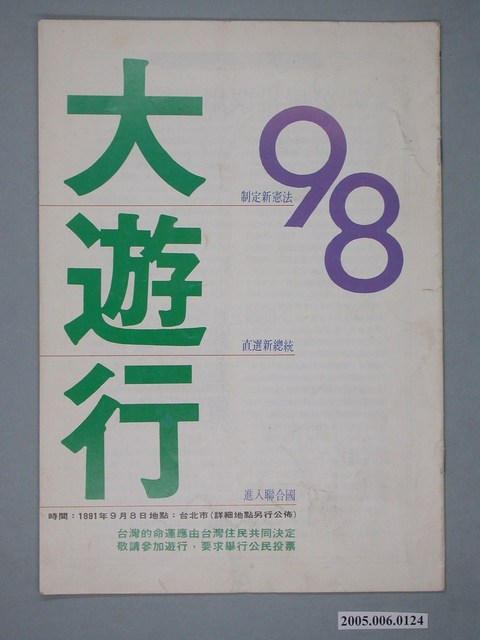 大遊行
98
制定新憲法
直選新總統
進入聯合國
時間：1991年9月8日地點：台北市(詳細地點另行公佈)
台灣的命運應由台灣住民共同決定
敬請參加遊行，要求舉行公民投票
2005.006.0124